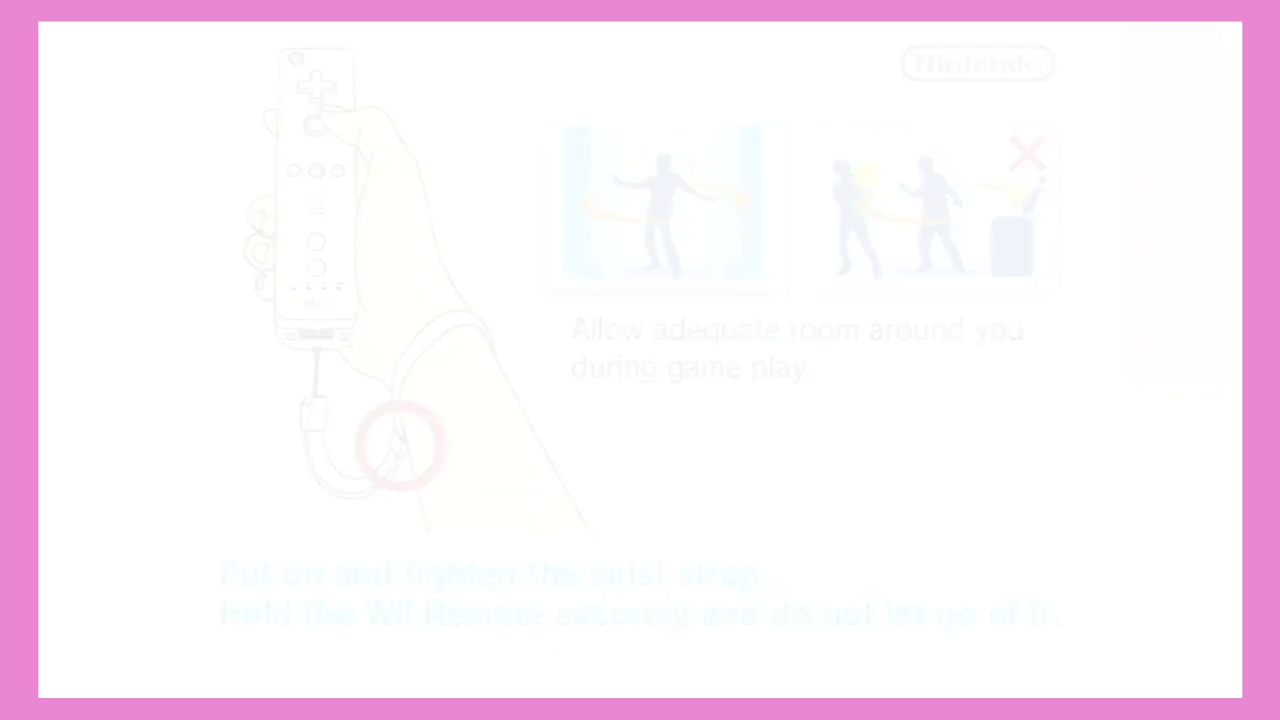 Nintendo
Allow adequate room around you
during game play.
Put on and tighten the wrist strap.
Hold the Wii Remote securely and do not let go of it.